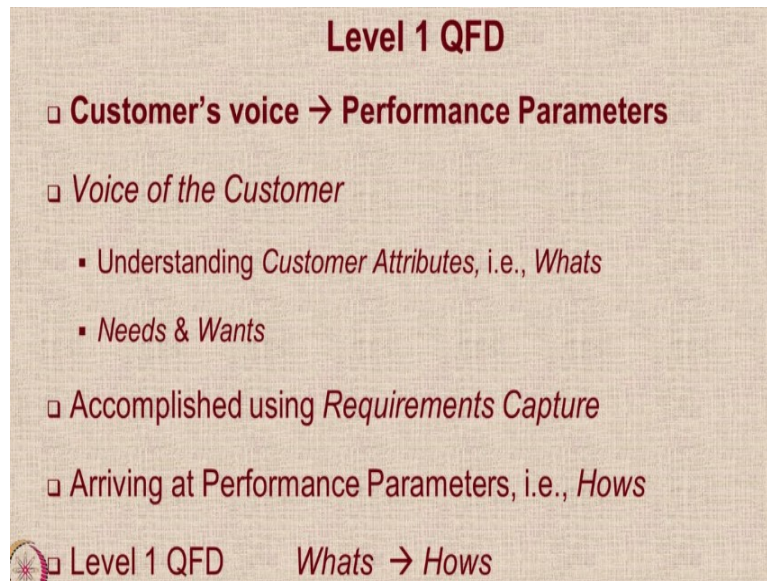 Level 1 QFD
Customer's voice → Performance Parameters
Voice of the Customer
Understanding Customer Attributes, i.e., Whats
Needs & Wants
Accomplished using Requirements Capture
Arriving at Performance Parameters, i.e., Hows
Level 1 QFD Whats → Hows